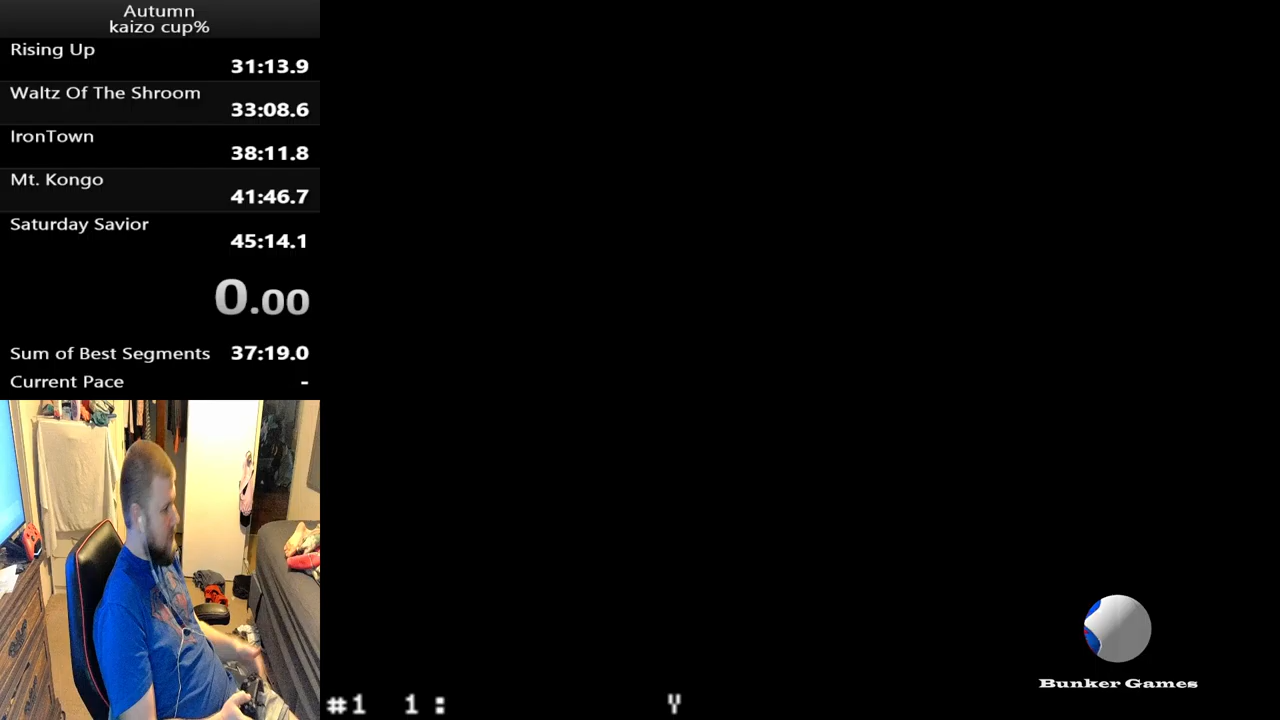 Autumn
kaizo cup%
Rising Up
31:13.9
Waltz Of The Shroom
33:08.6
IronTown
38:11.8
Mt. Kongo
41:46.7
Saturday Savior
45:14.1
0.00
Sum of Best Segments 37:19.0
Current Pace -
Bunker Games
#1 1: Y